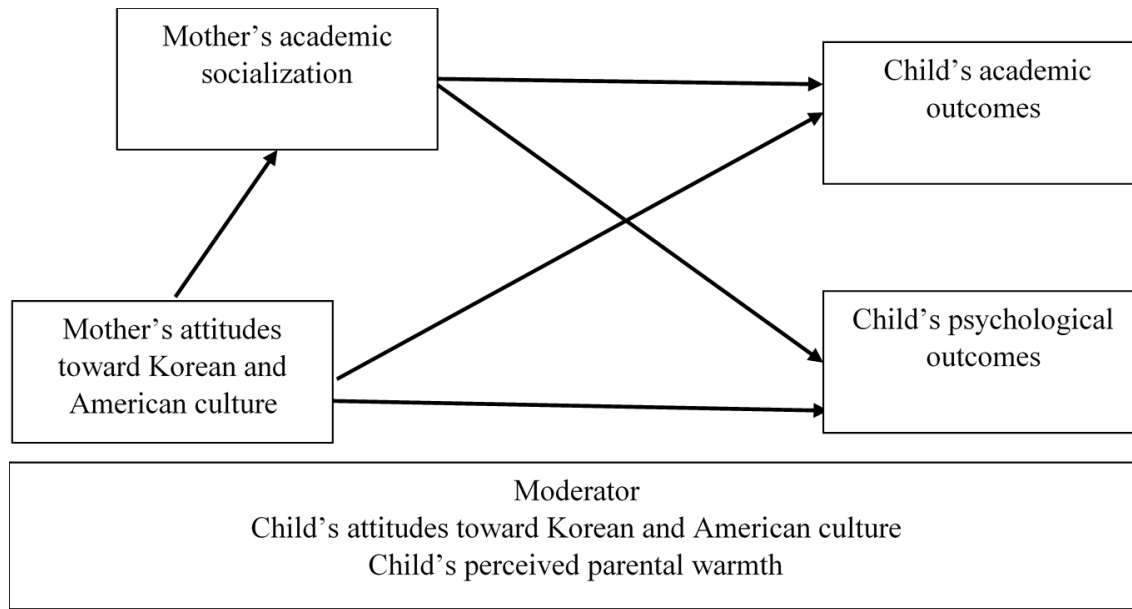 Mother’s academic
socialization
Child’s academic
outcomes
Mother’s attitudes
toward Korean and
American culture
Child’s psychological
outcomes
Moderator
Child’s attitudes toward Korean and American culture
Child’s perceived parental warmth